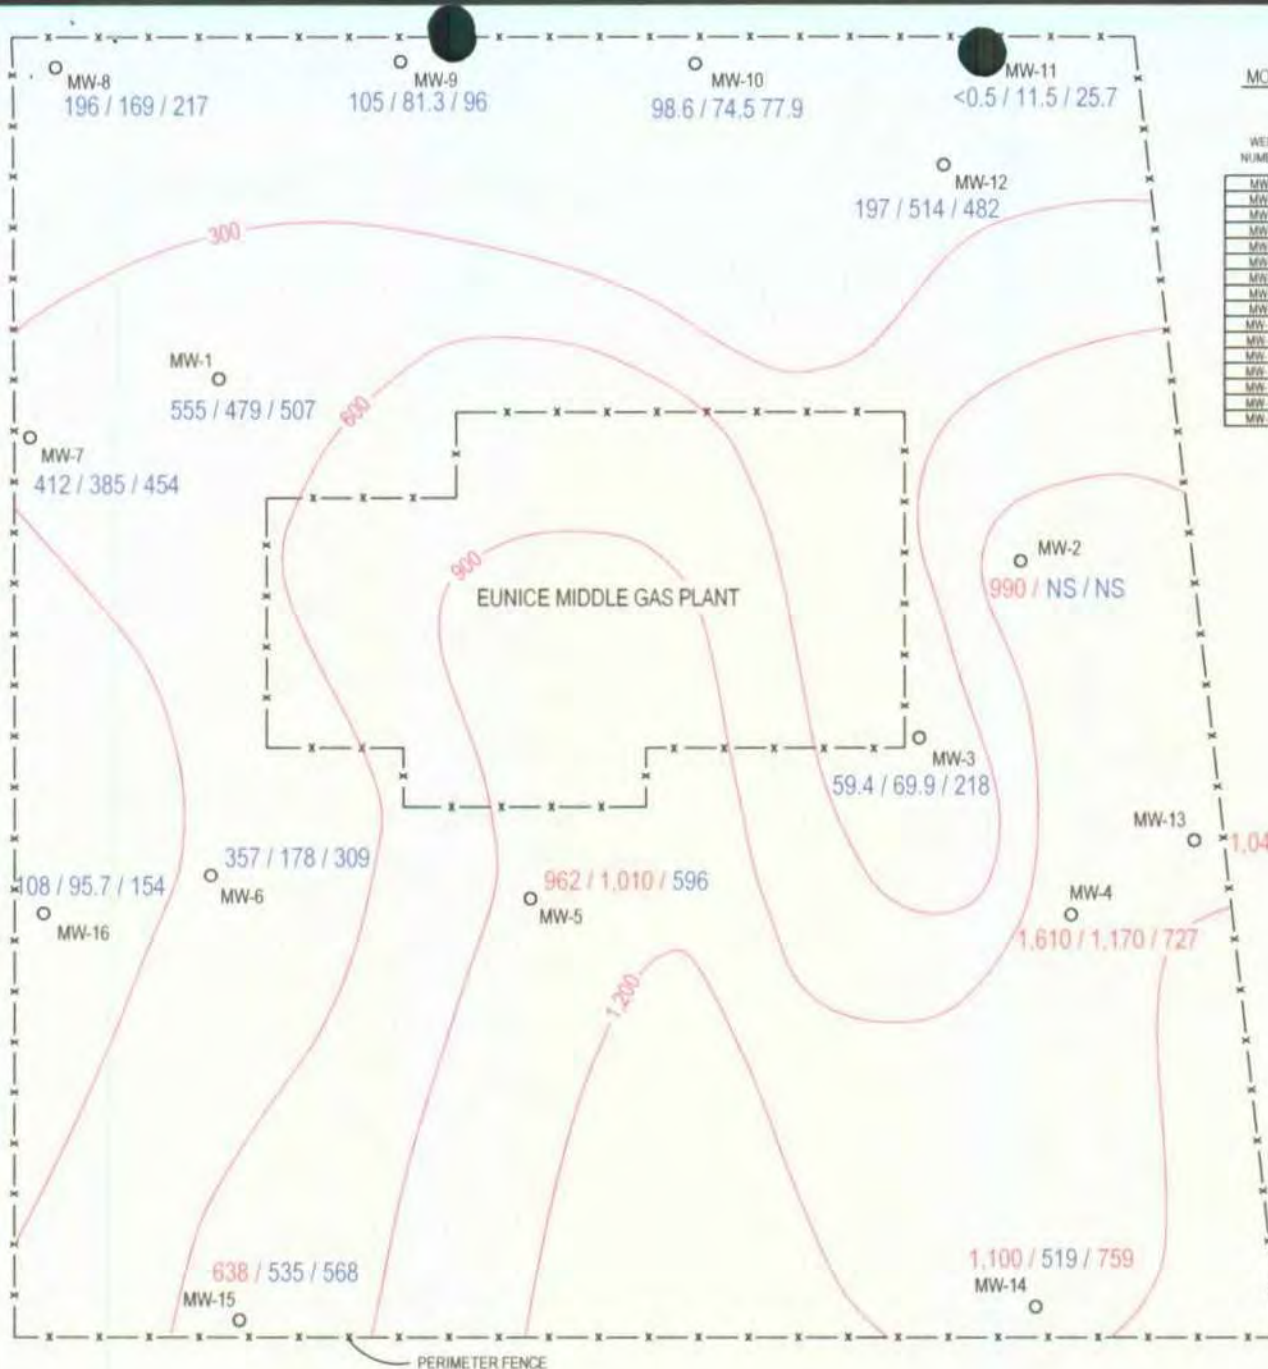 MW-8
196 / 169 / 217
MW-9
105 / 81.3 / 96
MW-10
98.6 / 74.5 77.9
MW-11
<0.5 / 11.5 / 25.7
MW-12
197 / 514 / 482
300
MW-1
555 / 479 / 507
600
MW-7
412 / 385 / 454
900
EUNICE MIDDLE GAS PLANT
MW-2
990 / NS / NS
MW-3
59.4 / 69.9 / 218
MW-13
1,04
357 / 178 / 309
MW-6
108 / 95.7 / 154
MW-16
962 / 1,010 / 596
MW-5
MW-4
1,610 / 1,170 / 727
1,200
638 / 535 / 568
MW-15
1,100 / 519 / 759
MW-14
PERIMETER FENCE